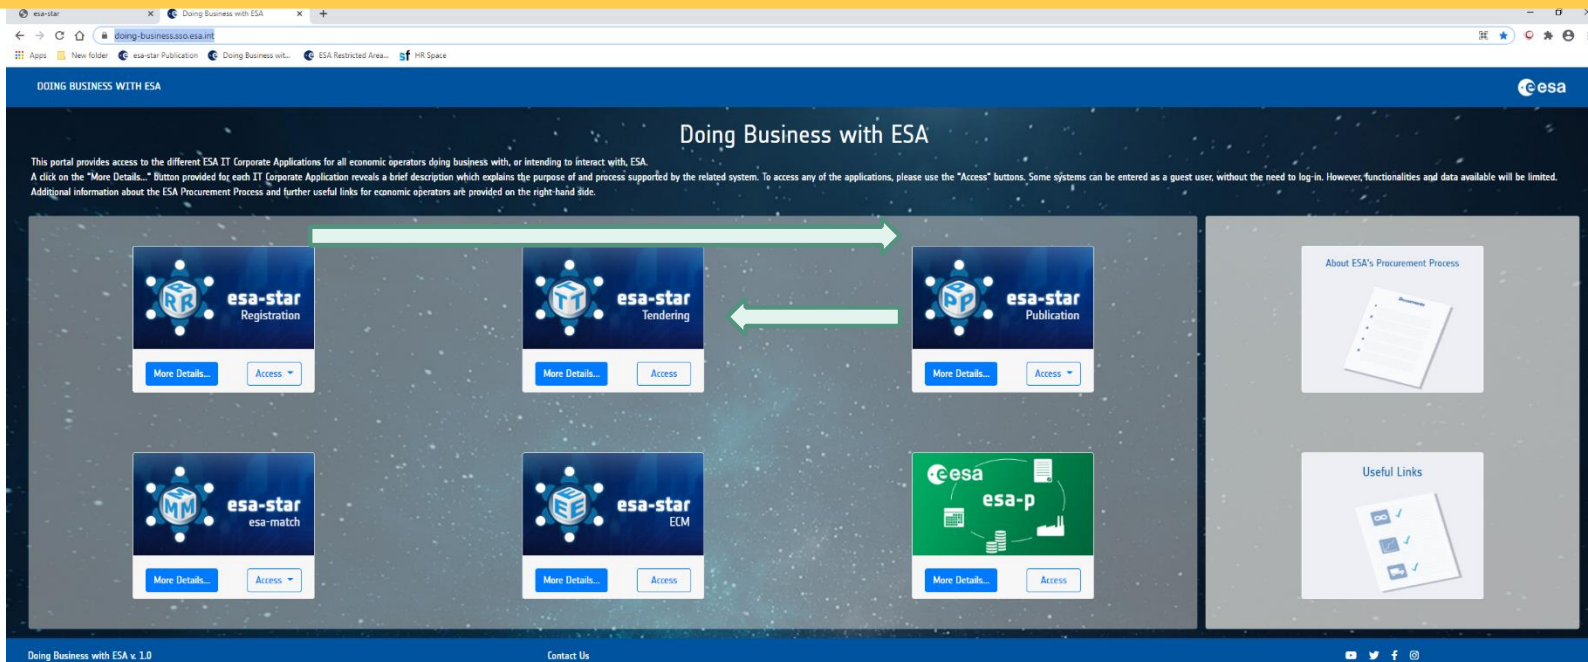 esa-star
Doing Business with ESA
doing-business.sso.esa.int
Apps New folder esa-star Publication Doing Business wit... ESA Restricted Area... HR Space
DOING BUSINESS WITH ESA
esa
Doing Business with ESA
This portal provides access to the different ESA IT Corporate Applications for all economic operators doing business with, or intending to interact with, ESA.
A click on the "More Details..." Button provided for each IT Corporate Application reveals a brief description which explains the purpose of and process supported by the related system. To access any of the applications, please use the "Access" buttons. Some systems can be entered as a guest user, without the need to log-in. However, functionalities and data available will be limited.
Additional information about the ESA Procurement Process and further useful links for economic operators are provided on the right-hand side.
R R R
esa-star
Registration
More Details... Access
T T T
esa-star
Tendering
More Details... Access
P P P
esa-star
Publication
More Details... Access
About ESA's Procurement Process
M M M
esa-star
esa-match
More Details... Access
E E E
esa-star
ECM
More Details... Access
esa
esa-p
More Details... Access
Useful Links
Doing Business with ESA v. 1.0
Contact Us